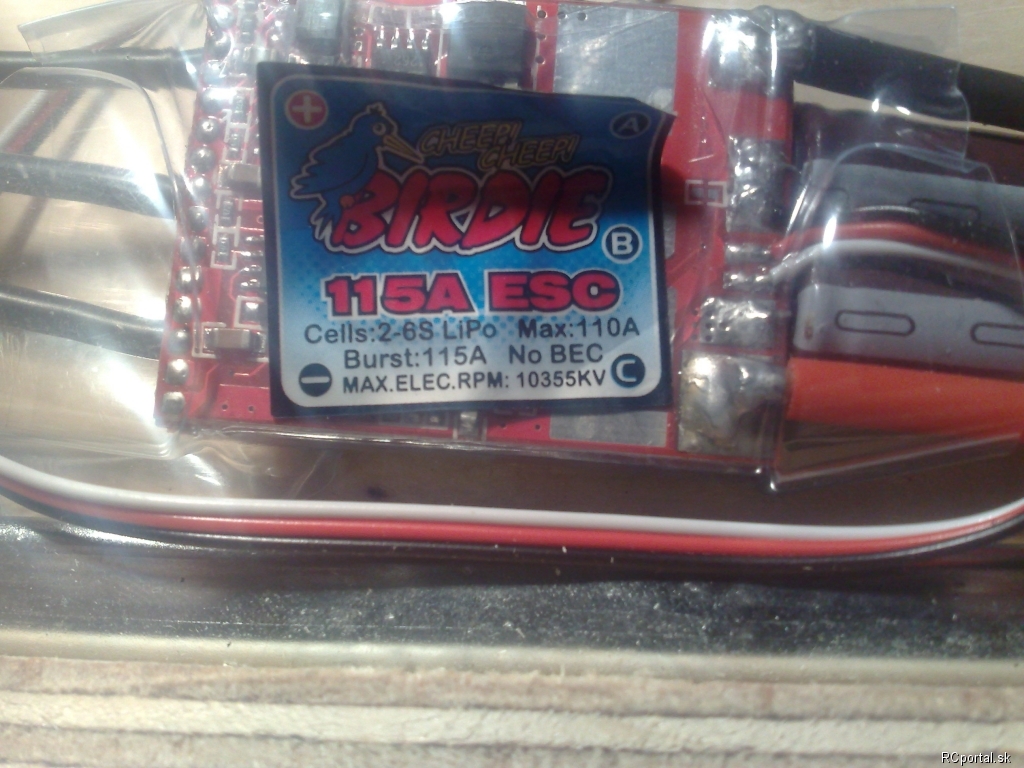 +
A
CHEEP!
CHEEP!
BIRDIE
B
115A ESC
Cells:2-6S LiPo Max:110A
Burst:115A No BEC
C
MAX.ELEC.RPM: 10355KV
RCportal.sk